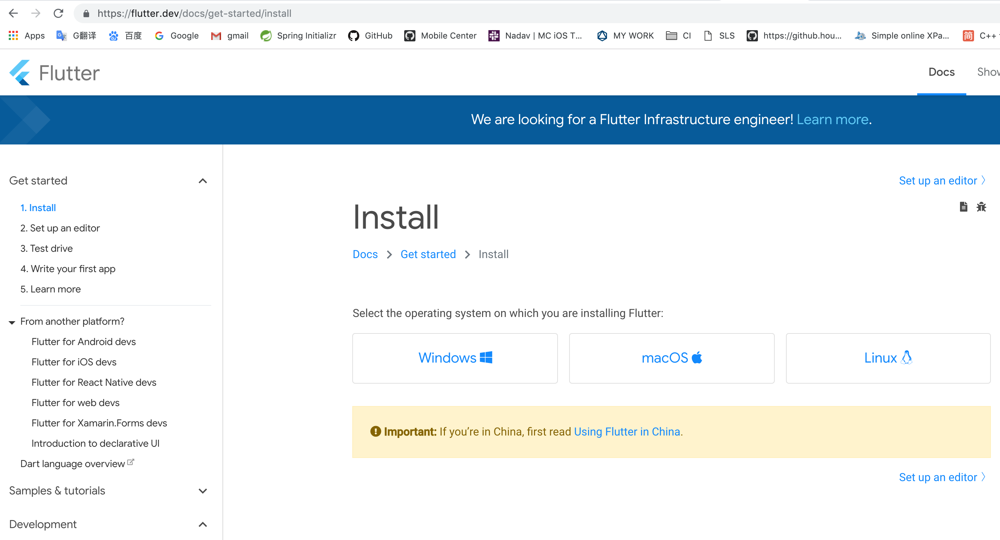 https://flutter.dev/docs/get-started/install
Apps G翻译 百度 Google gmail Spring Initializr GitHub Mobile Center Nadav | MC iOS T... MY WORK CI SLS https://github.hou... Simple online XPa... C++
Flutter
Docs Show
We are looking for a Flutter Infrastructure engineer! Learn more.
Get started
1. Install
2. Set up an editor
3. Test drive
4. Write your first app
5. Learn more
From another platform?
Flutter for Android devs
Flutter for iOS devs
Flutter for React Native devs
Flutter for web devs
Flutter for Xamarin.Forms devs
Introduction to declarative UI
Dart language overview
Samples & tutorials
Development
Set up an editor
Install
Docs Get started Install
Select the operating system on which you are installing Flutter:
Windows macOS Linux
Important: If you’re in China, first read Using Flutter in China.
Set up an editor